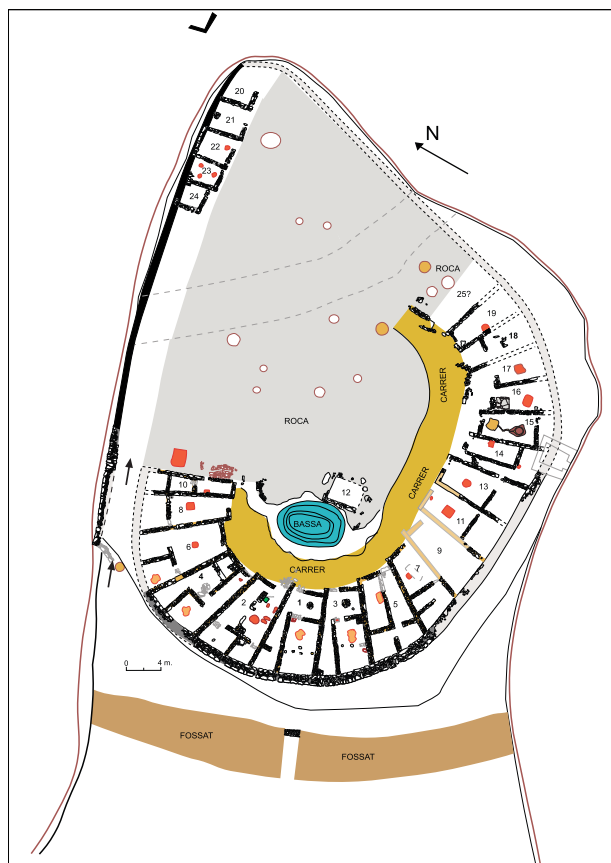 20
21
22
23
24
N
ROCA
25?
19
18
17
16
15
14
13
11
9
7
5
3
1
2
4
6
8
10
12
ROCA
BASSA
CARRER
CARRER
CARRER
0 4 m.
FOSSAT
FOSSAT